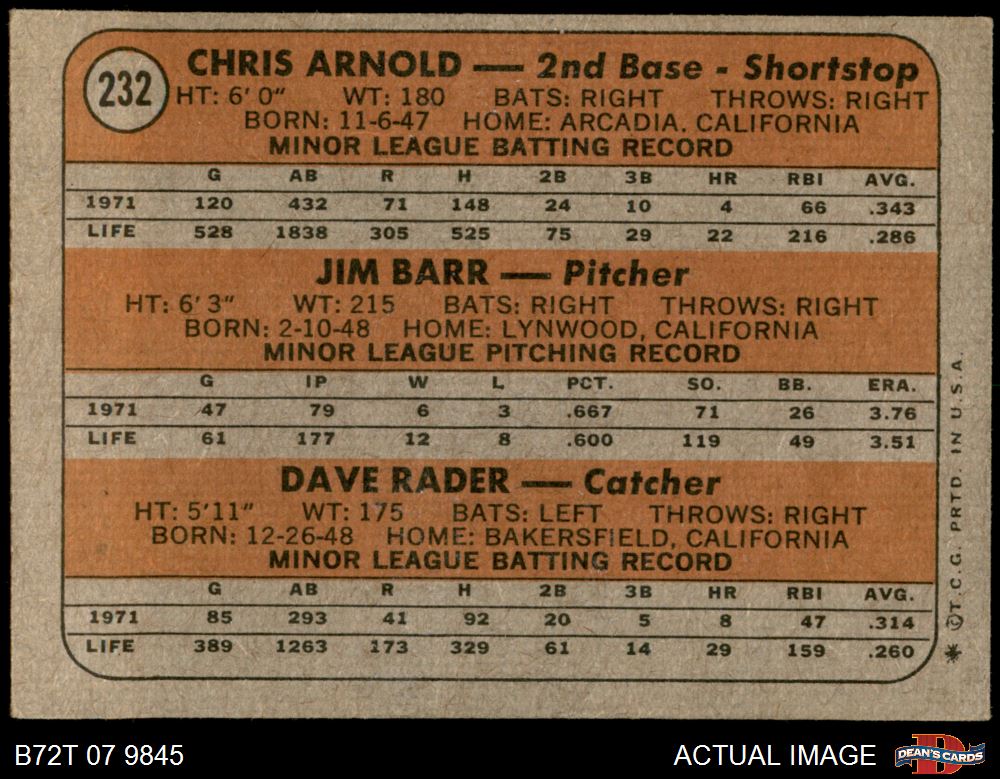 232
CHRIS ARNOLD — 2nd Base - Shortstop
HT: 6' 0" WT: 180 BATS: RIGHT THROWS: RIGHT
BORN: 11-6-47 HOME: ARCADIA. CALIFORNIA
MINOR LEAGUE BATTING RECORD
G AB R H 2B 3B HR RBI AVG.
1971 120 432 71 148 24 10 4 66 .343
LIFE 528 1838 305 525 75 29 22 216 .286
JIM BARR — Pitcher
HT: 6' 3" WT: 215 BATS: RIGHT THROWS: RIGHT
BORN: 2-10-48 HOME: LYNWOOD, CALIFORNIA
MINOR LEAGUE PITCHING RECORD
G IP W L PCT. SO. BB. ERA.
1971 47 79 6 3 .667 71 26 3.76
LIFE 61 177 12 8 .600 119 49 3.51
DAVE RADER — Catcher
HT: 5'11" WT: 175 BATS: LEFT THROWS: RIGHT
BORN: 12-26-48 HOME: BAKERSFIELD, CALIFORNIA
MINOR LEAGUE BATTING RECORD
G AB R H 2B 3B HR RBI AVG.
1971 85 293 41 92 20 5 8 47 .314
LIFE 389 1263 173 329 61 14 29 159 .260
* © T.C.G. PRTD. IN U.S.A.
B72T 07 9845 ACTUAL IMAGE
D
DEAN'S CARDS